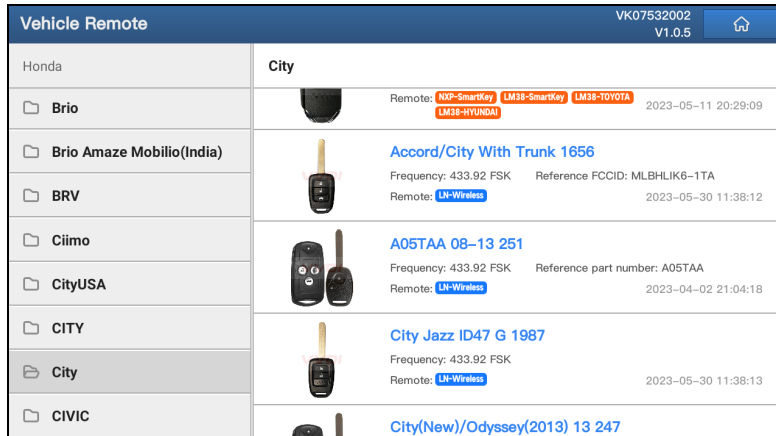 Vehicle Remote
VK07532002
V1.0.5
Honda
City
Brio
Brio Amaze Mobilio(India)
BRV
Ciimo
CityUSA
CITY
City
CIVIC
Remote: NXP-SmartKey LM38-SmartKey LM38-TOYOTA
LM38-HYUNDAI
2023-05-11 20:29:09
Accord/City With Trunk 1656
Frequency: 433.92 FSK Reference FCCID: MLBHLIK6-1TA
Remote: LN-Wireless 2023-05-30 11:38:12
A05TAA 08-13 251
Frequency: 433.92 FSK Reference part number: A05TAA
Remote: LN-Wireless 2023-04-02 21:04:18
City Jazz ID47 G 1987
Frequency: 433.92 FSK
Remote: LN-Wireless 2023-05-30 11:38:13
City(New)/Odyssey(2013) 13 247